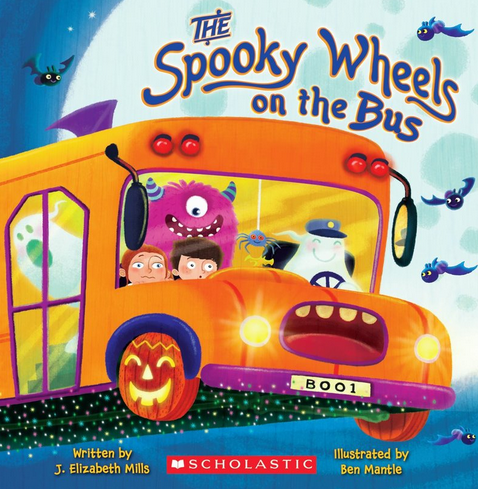 THE
Spooky Wheels
on the Bus
BOO1
Written by
J. Elizabeth Mills
SCHOLASTIC
Illustrated by
Ben Mantle